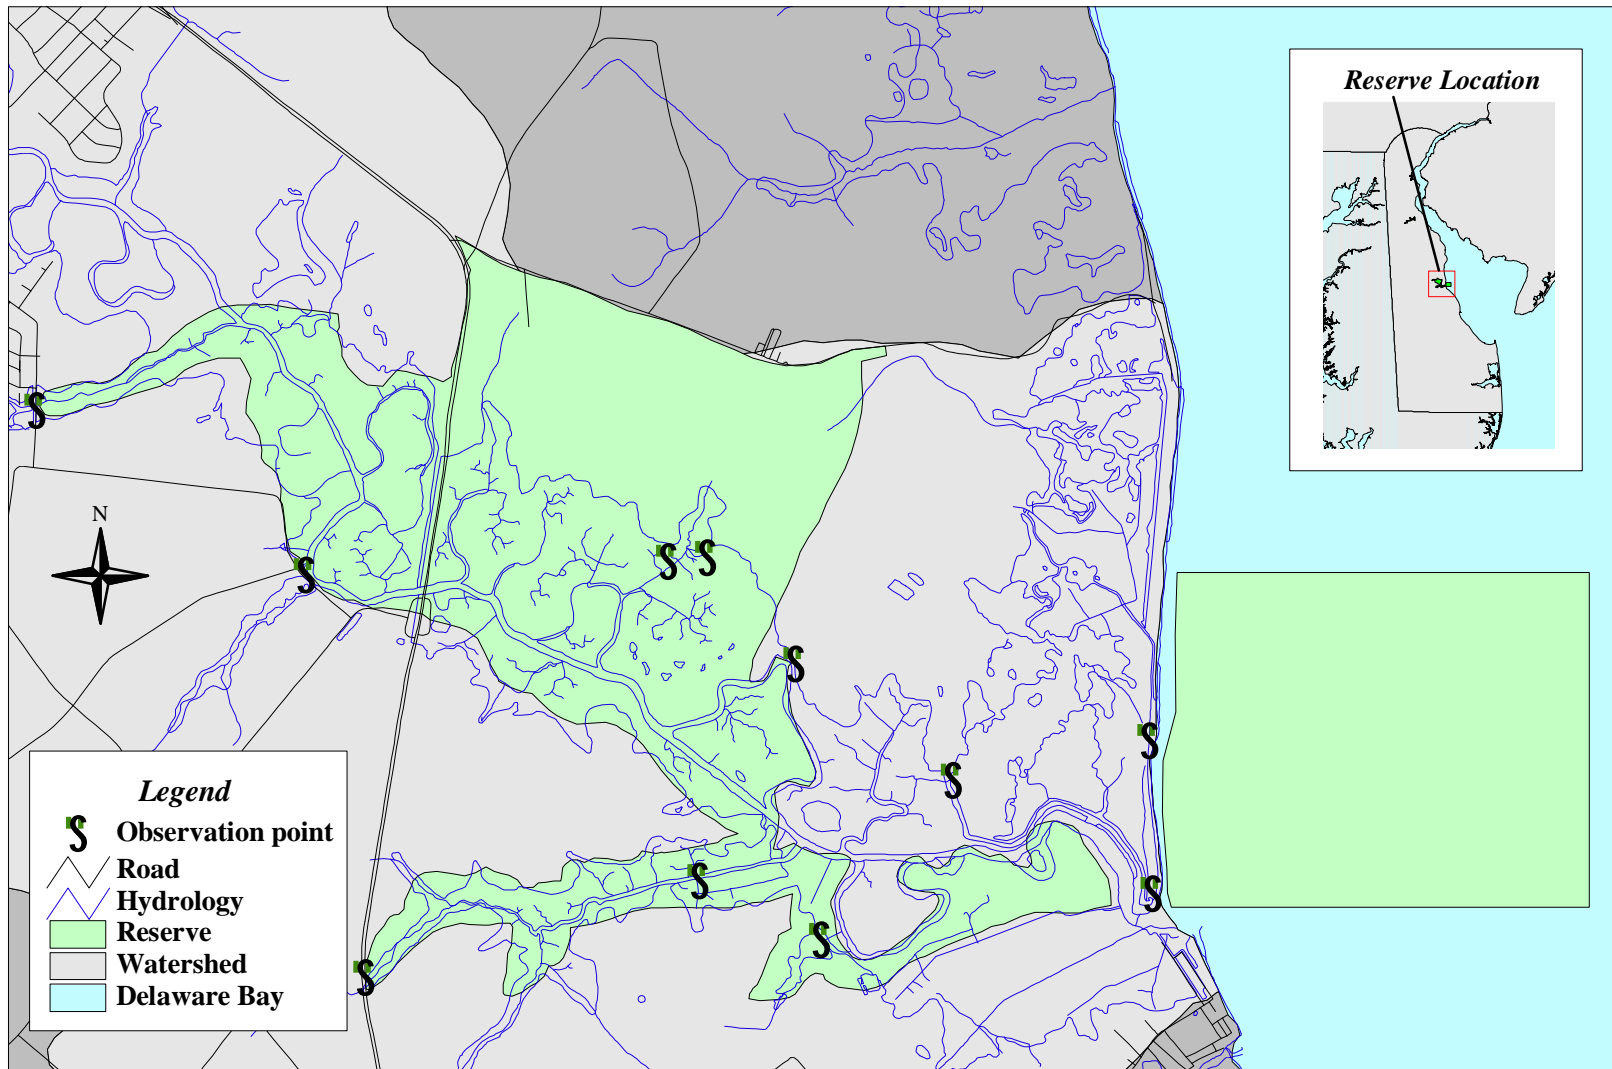 Reserve Location
N
Legend
Observation point
Road
Hydrology
Reserve
Watershed
Delaware Bay